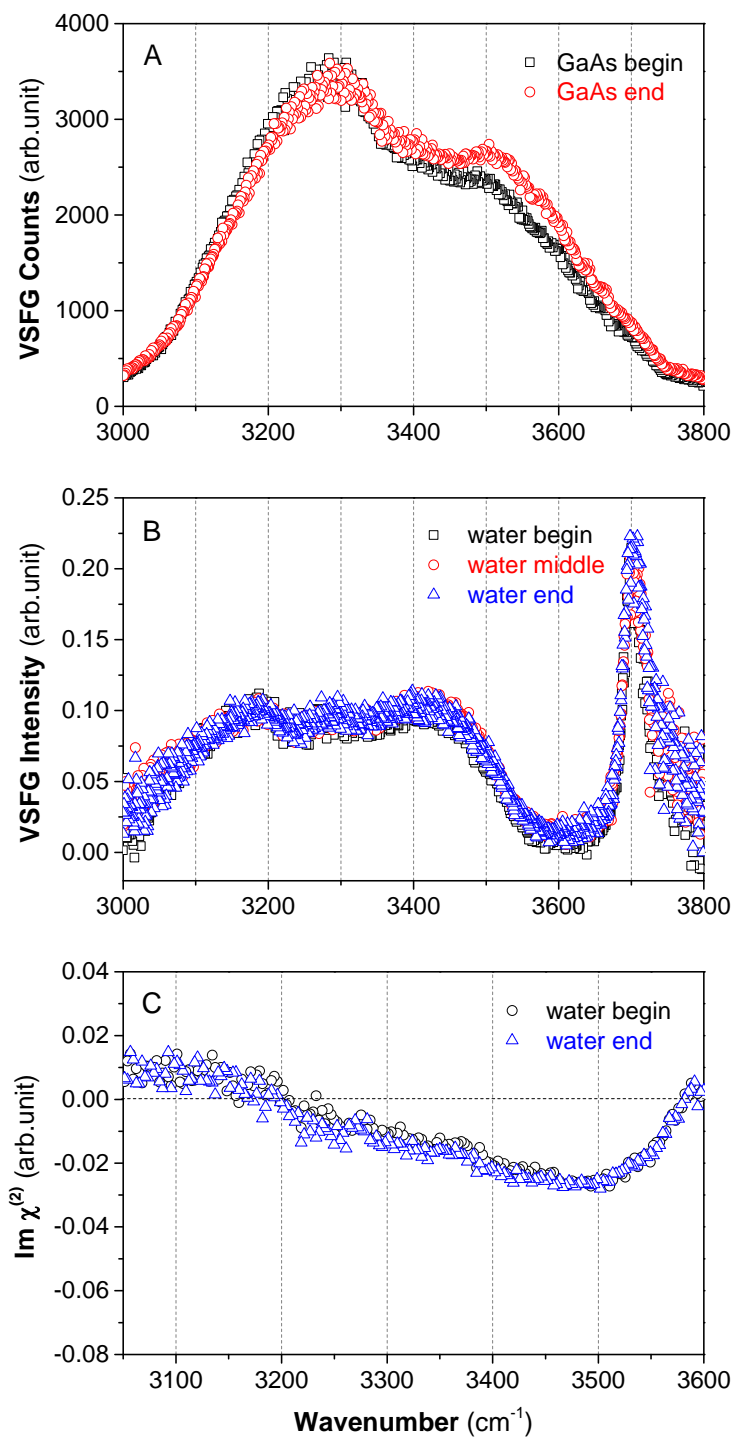 A
GaAs begin
GaAs end
4000
3000
2000
1000
0
VSFG Counts (arb.unit)
3000 3200 3400 3600 3800
B
water begin
water middle
water end
0.25
0.20
0.15
0.10
0.05
0.00
VSFG Intensity (arb.unit)
3000 3200 3400 3600 3800
C
water begin
water end
0.04
0.02
0.00
-0.02
-0.04
-0.06
-0.08
Im χ(2) (arb.unit)
3100 3200 3300 3400 3500 3600
Wavenumber (cm-1)